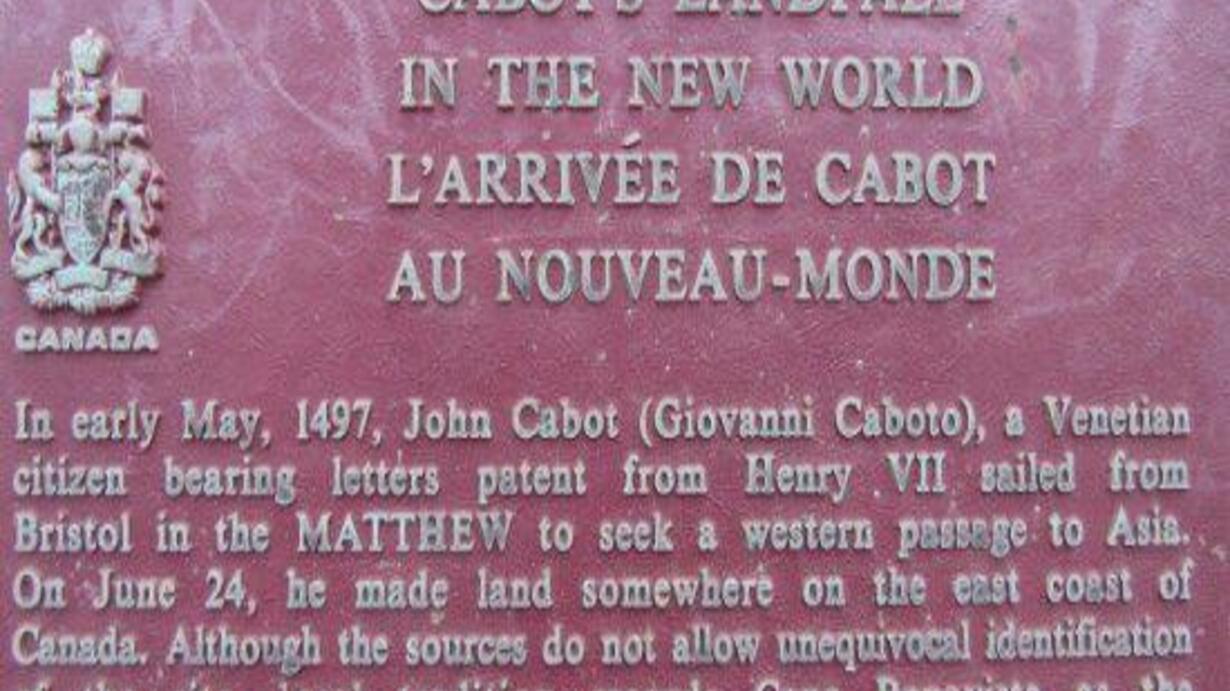 CABOT'S LANDFALL
IN THE NEW WORLD
L'ARRIVÉE DE CABOT
AU NOUVEAU-MONDE
CANADA
In early May, 1497, John Cabot (Giovanni Caboto), a Venetian
citizen bearing letters patent from Henry VII sailed from
Bristol in the MATTHEW to seek a western passage to Asia.
On June 24, he made land somewhere on the east coast of
Canada. Although the sources do not allow unequivocal identification